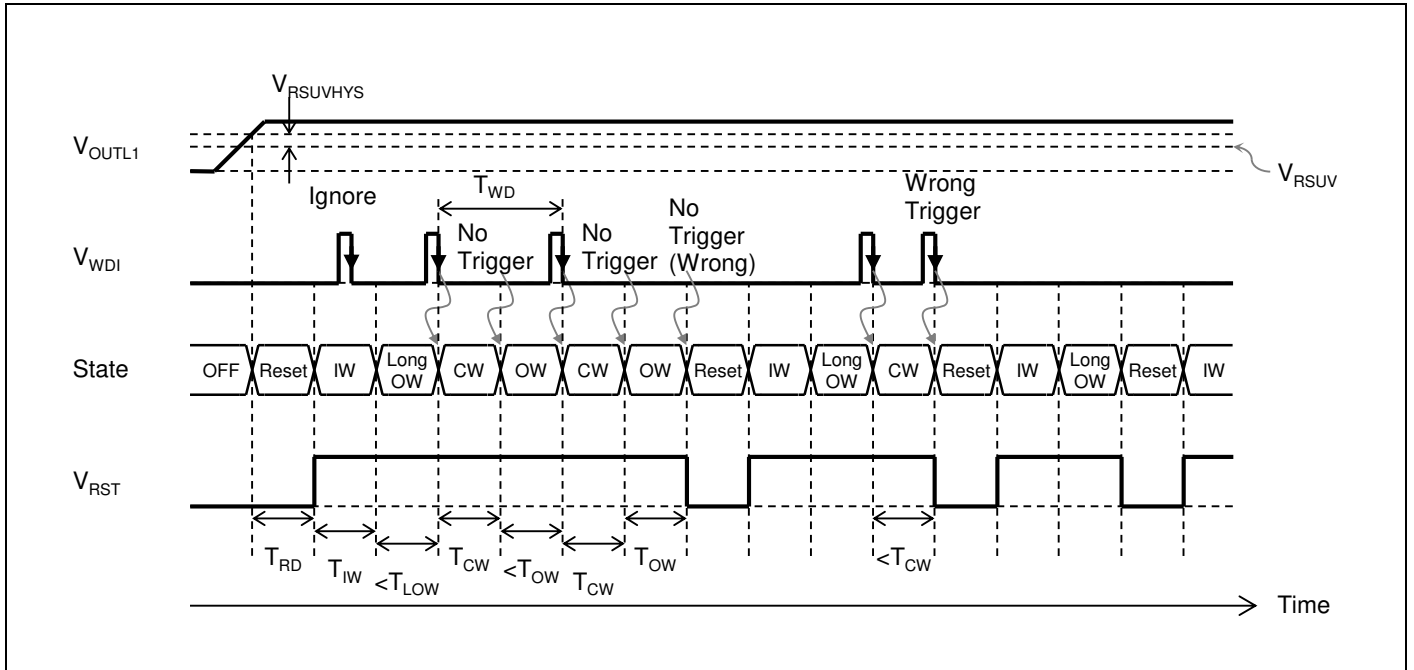 VRSUVHYS
VOUTL1
VRSUV
Ignore
TWD
Wrong
Trigger
No
Trigger
No
Trigger
No
Trigger
(Wrong)
VWDI
State
OFF
Reset
IW
Long
OW
CW
OW
CW
OW
Reset
IW
Long
OW
CW
Reset
IW
Long
OW
Reset
IW
VRST
TRD
TIW
<TLOW
TCW
<TOW
TCW
TOW
<TCW
Time